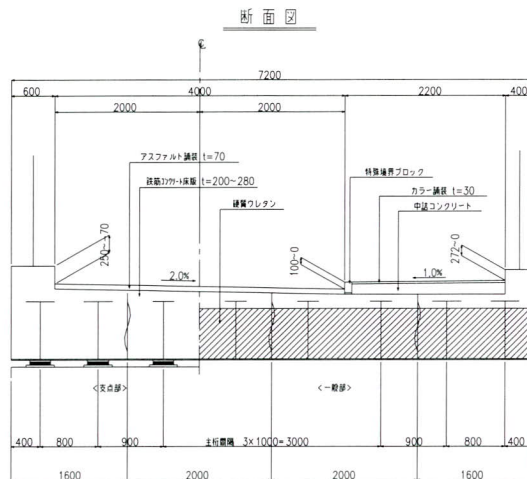 断面図
℄
7200
600 4000 2200 400
2000 2000
アスファルト舗装 t=70
鉄筋コンクリート床版 t=200~280
硬質ウレタン
特殊境界ブロック
カラー舗装 t=30
中詰コンクリート
100~0
272~0
2.0%
1.0%
<支点部> <一般部>
400 800 900 主桁間隔 3×1000=3000 900 800 400
1600 2000 2000 1600